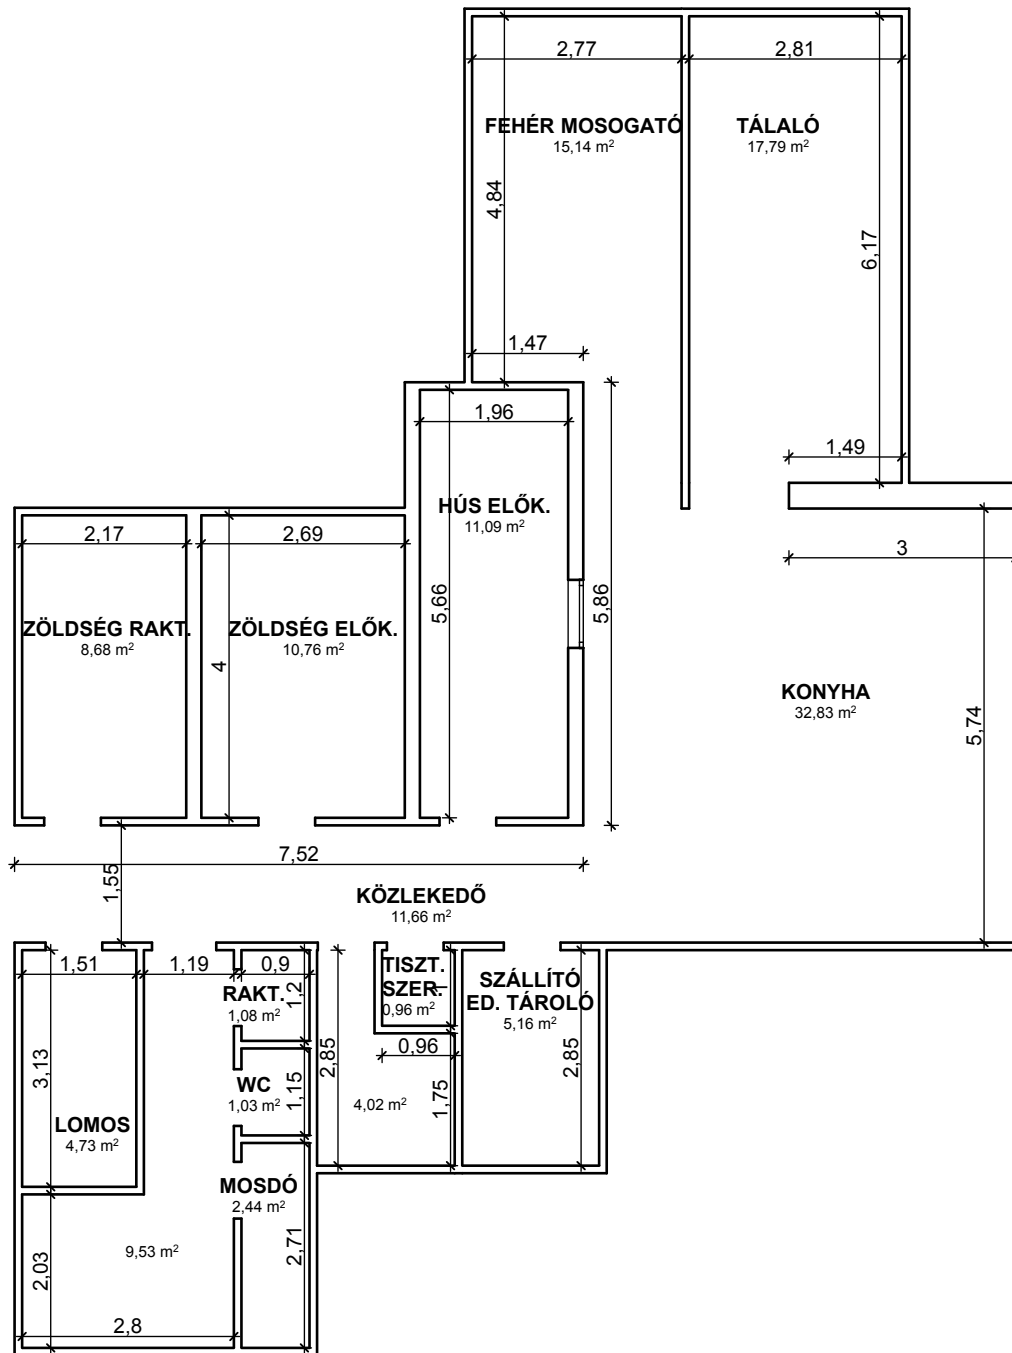 2,77
2,81
FEHÉR MOSOGATÓ
15,14 m²
TÁLALÓ
17,79 m²
4,84
6,17
1,47
1,96
1,49
HÚS ELŐK.
11,09 m²
2,17
2,69
3
5,66
5,86
ZÖLDSÉG RAKT.
8,68 m²
ZÖLDSÉG ELŐK.
10,76 m²
4
KONYHA
32,83 m²
5,74
7,52
1,55
KÖZLEKEDŐ
11,66 m²
1,51
1,19
0,9
RAKT.
1,08 m²
1,2
TISZT.
SZER.
0,96 m²
1
SZÁLLÍTÓ
ED. TÁROLÓ
5,16 m²
3,13
2,85
0,96
2,85
WC
1,03 m²
1,15
4,02 m²
1,75
LOMOS
4,73 m²
MOSDÓ
2,44 m²
9,53 m²
2,03
2,71
2,8